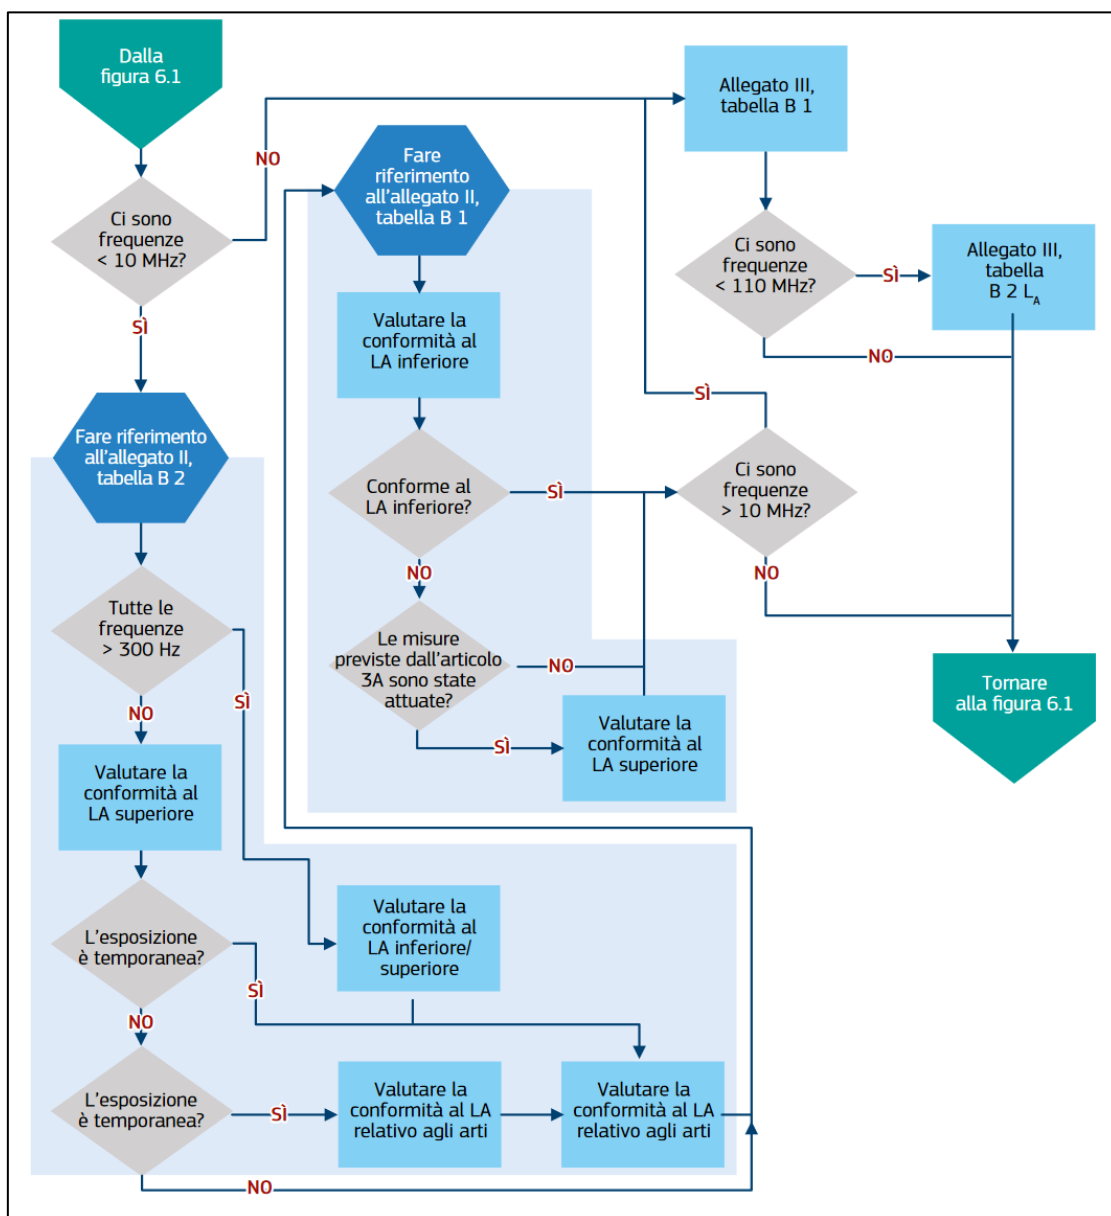 Dalla
figura 6.1
Ci sono
frequenze
< 10 MHz?
NO
SÌ
Fare riferimento
all'allegato II,
tabella B 2
Tutte le
frequenze
> 300 Hz
SÌ
NO
Valutare la
conformità al
LA superiore
L'esposizione
è temporanea?
SÌ
NO
L'esposizione
è temporanea?
SÌ
NO
Valutare la
conformità al
LA inferiore/
superiore
Valutare la
conformità al LA
relativo agli arti
Valutare la
conformità al LA
relativo agli arti
Fare
riferimento
all'allegato II,
tabella B 1
Valutare la
conformità al
LA inferiore
Conforme al
LA inferiore?
SÌ
NO
Le misure
previste dall'articolo
3A sono state
attuate?
NO
SÌ
Valutare la
conformità al
LA superiore
Ci sono
frequenze
> 10 MHz?
SÌ
NO
Allegato III,
tabella B 1
Ci sono
frequenze
< 110 MHz?
SÌ
NO
Allegato III,
tabella
B 2 LA
Tornare
alla figura 6.1